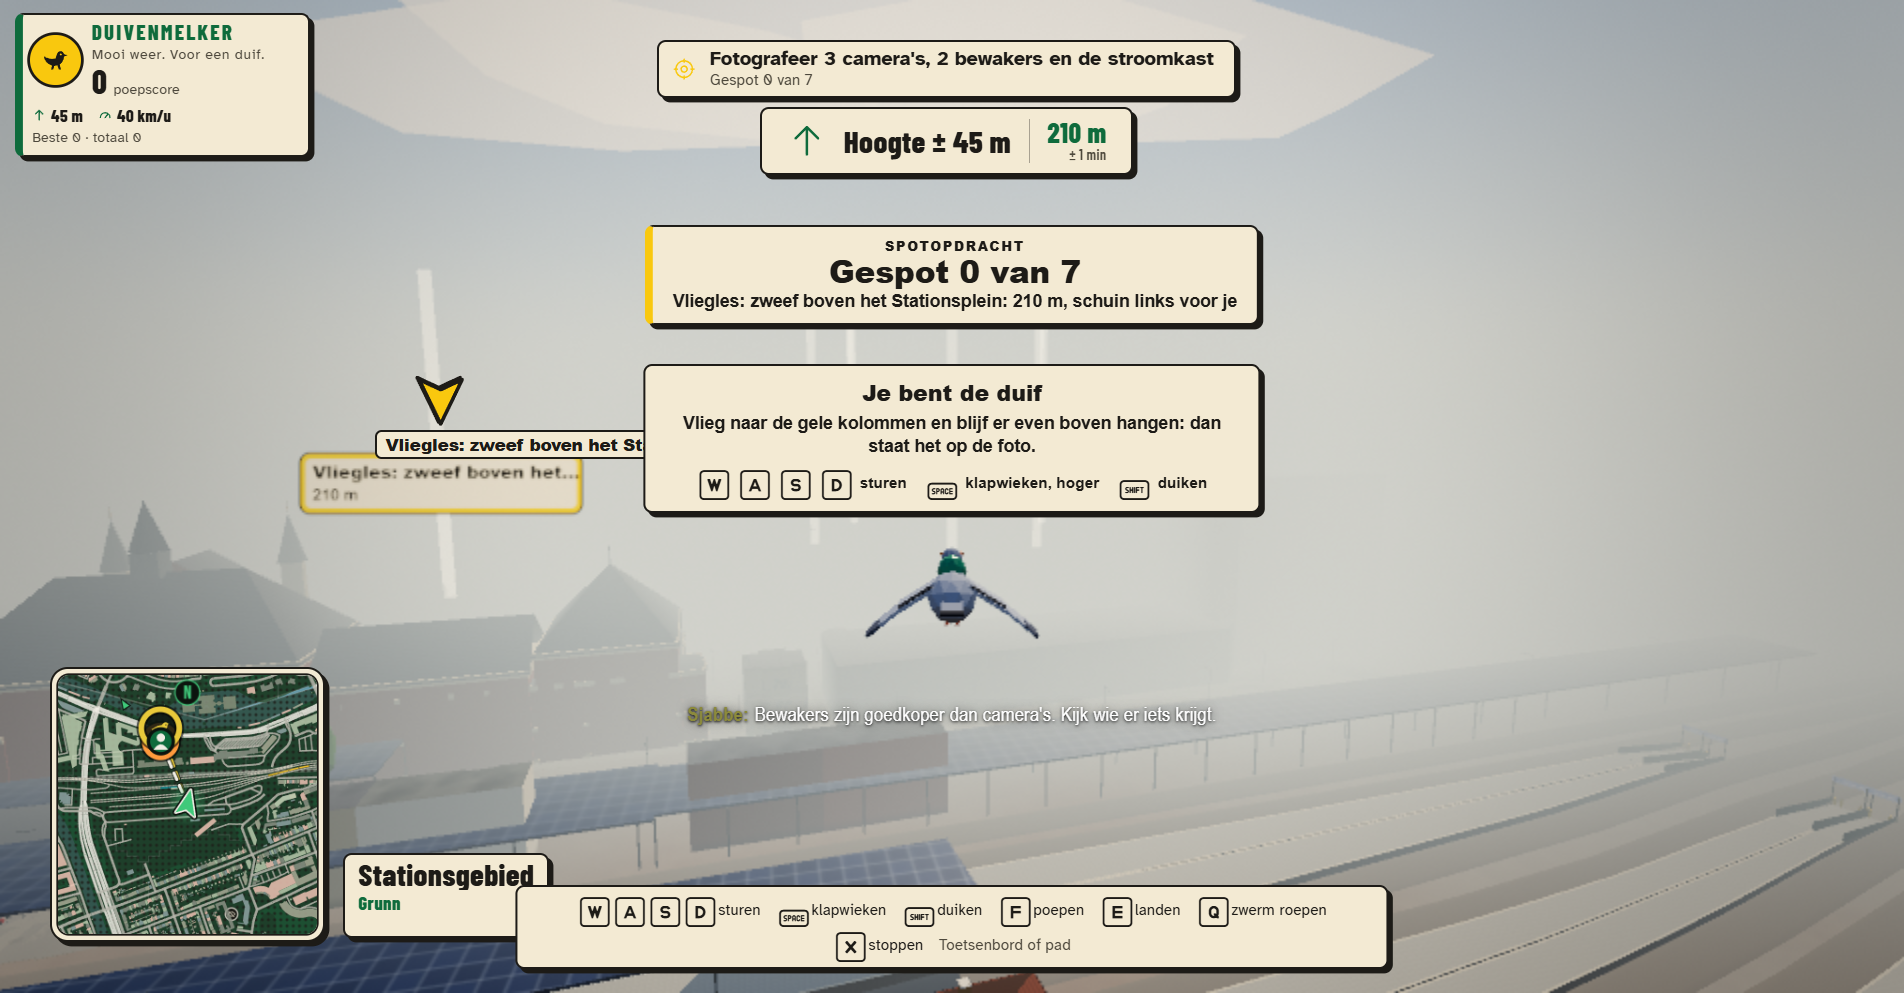 DUIVENMELKER
Mooi weer. Voor een duif.
0 poepscore
45 m 40 km/u
Beste 0 · totaal 0
Fotografeer 3 camera's, 2 bewakers en de stroomkast
Gespot 0 van 7
Hoogte ± 45 m
210 m
± 1 min
SPOTOPDRACHT
Gespot 0 van 7
Vliegles: zweef boven het Stationsplein: 210 m, schuin links voor je
Je bent de duif
Vlieg naar de gele kolommen en blijf er even boven hangen: dan
staat het op de foto.
W A S D sturen SPACE klapwieken, hoger SHIFT duiken
Vliegles: zweef boven het St
Vliegles: zweef boven het...
210 m
Sjabbe: Bewakers zijn goedkoper dan camera's. Kijk wie er iets krijgt.
N
Stationsgebied
Grunn
W A S D sturen SPACE klapwieken SHIFT duiken F poepen E landen Q zwerm roepen
X stoppen Toetsenbord of pad